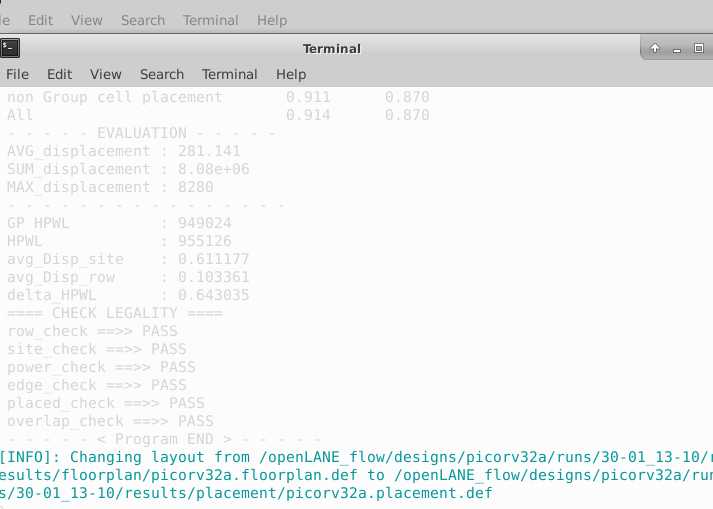 le Edit View Search Terminal Help
Terminal
File Edit View Search Terminal Help
non Group cell placement 0.911 0.870
All 0.914 0.870
- - - - - EVALUATION - - - - -
AVG_displacement : 281.141
SUM_displacement : 8.08e+06
MAX_displacement : 8280
- - - - - - - - - - - - - - - -
GP HPWL : 949024
HPWL : 955126
avg_Disp_site : 0.611177
avg_Disp_row : 0.103361
delta_HPWL : 0.643035
==== CHECK LEGALITY ====
row_check ==>> PASS
site_check ==>> PASS
power_check ==>> PASS
edge_check ==>> PASS
placed_check ==>> PASS
overlap_check ==>> PASS
- - - - - < Program END > - - - - -
[INFO]: Changing layout from /openLANE_flow/designs/picorv32a/runs/30-01_13-10/r
esults/floorplan/picorv32a.floorplan.def to /openLANE_flow/designs/picorv32a/run
s/30-01_13-10/results/placement/picorv32a.placement.def